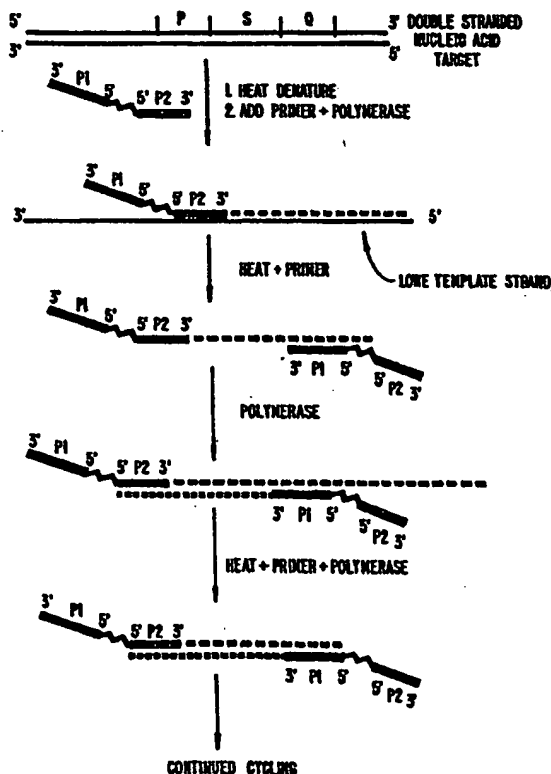 5' P S Q 3' DOUBLE STRANDED
3' 5' NUCLEIC ACID
TARGET
3' P1 5' 5' P2 3'
1. HEAT DENATURE
2. ADD PRIMER + POLYMERASE
3' P1 5' 5' P2 3'
3' 5'
HEAT + PRIMER
LONE TEMPLATE STRAND
3' P1 5' 5' P2 3'
3' P1 5' 5' P2 3'
POLYMERASE
3' P1 5' 5' P2 3'
3' P1 5' 5' P2 3'
HEAT + PRIMER + POLYMERASE
3' P1 5' 5' P2 3'
3' P1 5' 5' P2 3'
CONTINUED CYCLING